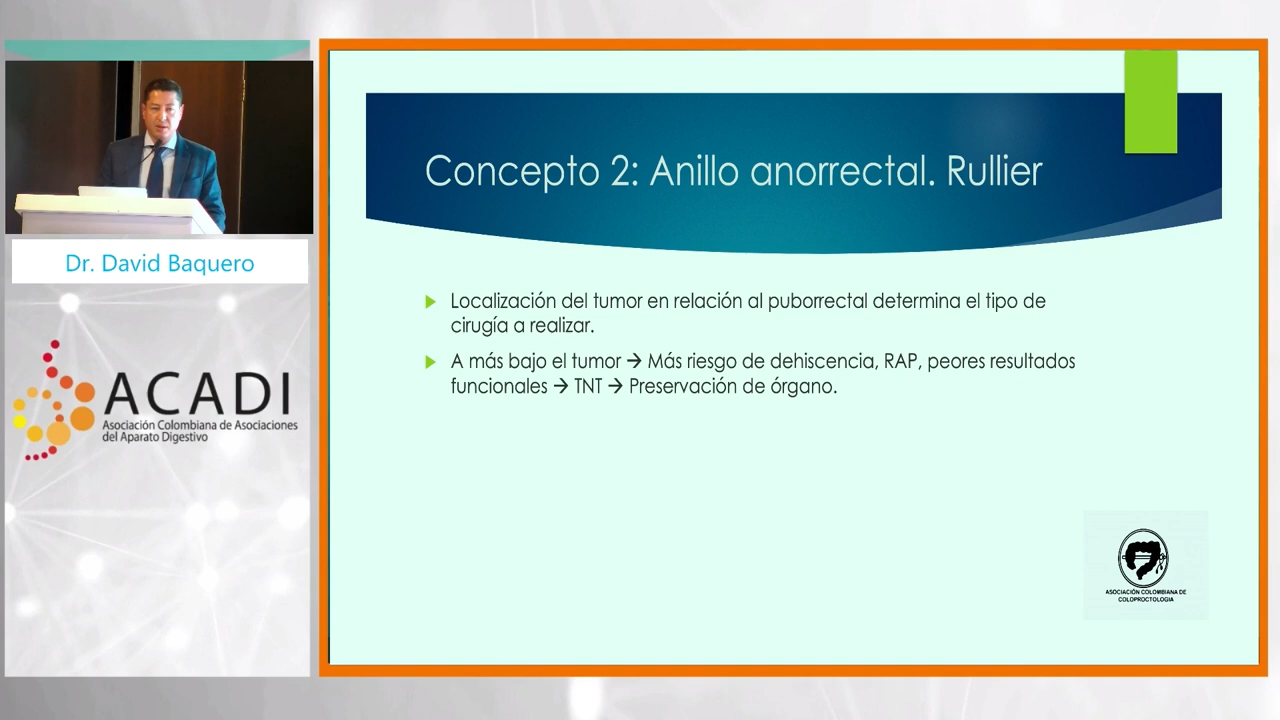 Concepto 2: Anillo anorrectal. Rullier
Dr. David Baquero
Localización del tumor en relación al puborrectal determina el tipo de
cirugía a realizar.
A más bajo el tumor → Más riesgo de dehiscencia, RAP, peores resultados
funcionales → TNT → Preservación de órgano.
ACADI
Asociación Colombiana de Asociaciones
del Aparato Digestivo
ASOCIACIÓN COLOMBIANA DE
COLOPROCTOLOGIA